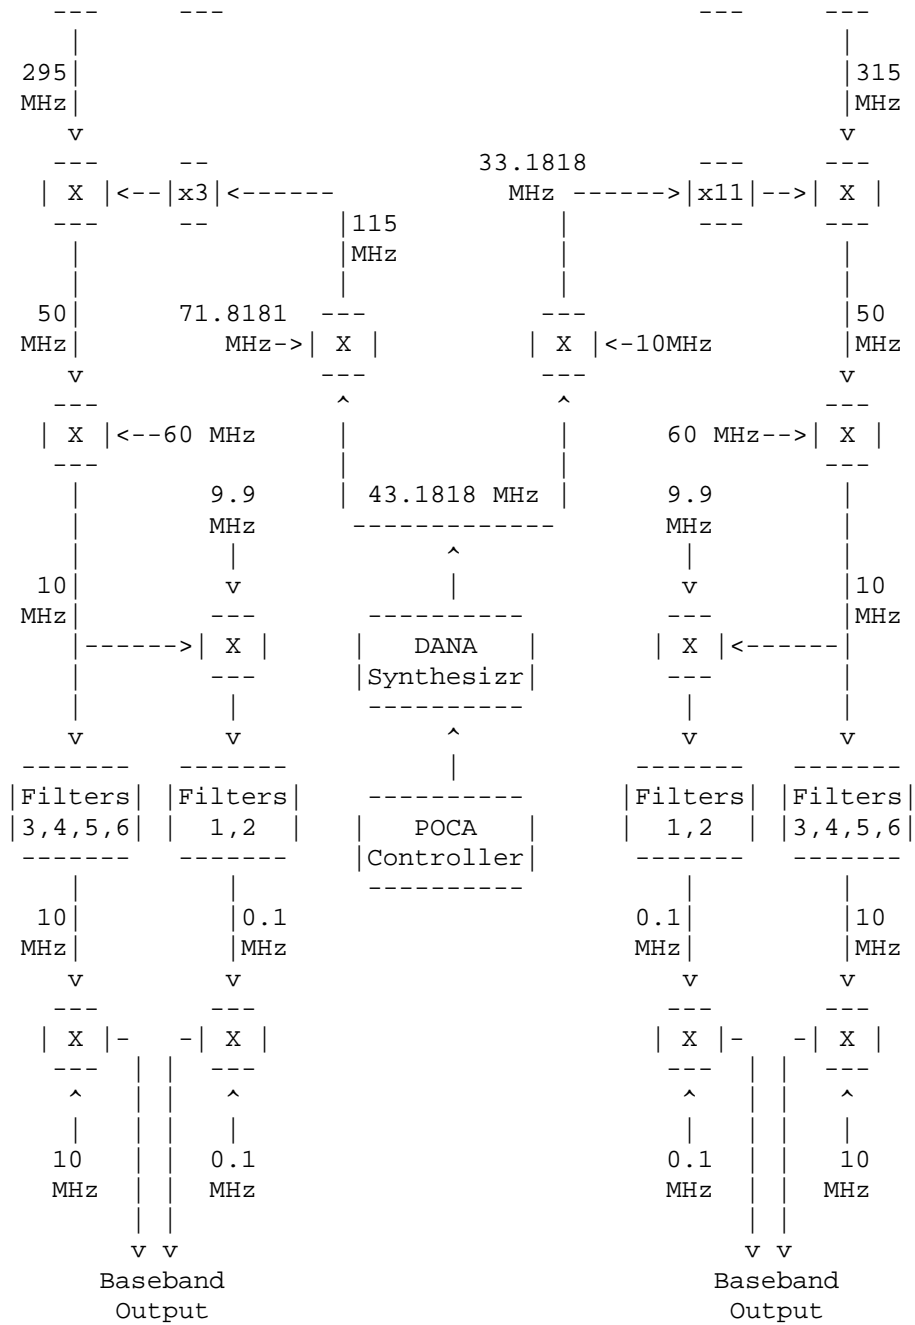 ---     ---                                ---     ---
|                                                  |
295|                                                  |315
MHz|                                                  |MHz
v                                                  v
---     --                  33.1818       ---     ---
| X |<--|x3|<------           MHz ------>|x11|-->| X |
---     --        |115          |        ---     ---
|                 |MHz          |                  |
|                 |             |                  |
50|      71.8181  ---           ---                |50
MHz|         MHz->| X |         | X |<-10MHz        |MHz
v                ---           ---                 v
---                ^             ^                ---
| X |<--60 MHz      |             |      60 MHz-->| X |
---                |             |                ---
|        9.9      | 43.1818 MHz |      9.9         |
|        MHz       -------------       MHz         |
|         |              ^              |          |
10|         v              |              v          |10
MHz|        ---        ----------        ---         |MHz
|------>| X |     |   DANA   |       | X |<------|
|        ---      |Synthesizr|        ---        |
|         |        ----------          |         |
v         v             ^              v         v
-------   -------         |          -------   -------
|Filters| |Filters|    ----------     |Filters| |Filters|
|3,4,5,6| |  1,2  |   |   POCA   |    |  1,2  | |3,4,5,6|
-------   -------    |Controller|     -------   -------
|         |         ----------          |         |
10|         |0.1                       0.1|         |10
MHz|         |MHz                       MHz|         |MHz
v         v                             v         v
---       ---                           ---       ---
| X |-   -| X |                         | X |-   -| X |
---  | |  ---                           ---  | |  ---
^   | |   ^                             ^   | |   ^
|   | |   |                             |   | |   |
10   | |  0.1                           0.1  | |  10
MHz  | |  MHz                           MHz  | |  MHz
| |                                      | |
v v                                      v v
Baseband                                 Baseband
Output                                   Output